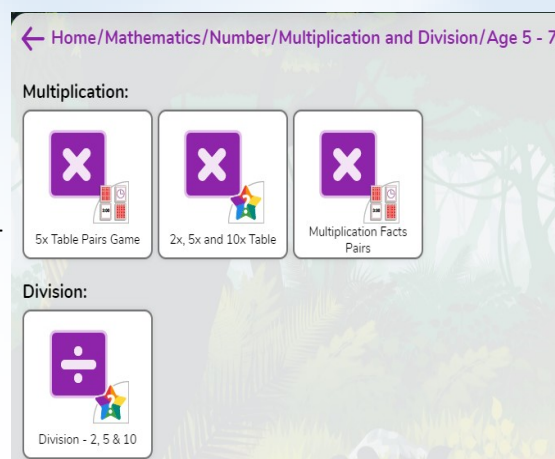 Home/Mathematics/Number/Multiplication and Division/Age 5 - 7
Multiplication:
5x Table Pairs Game
2x, 5x and 10x Table
Multiplication Facts
Pairs
Division:
Division - 2, 5 & 10